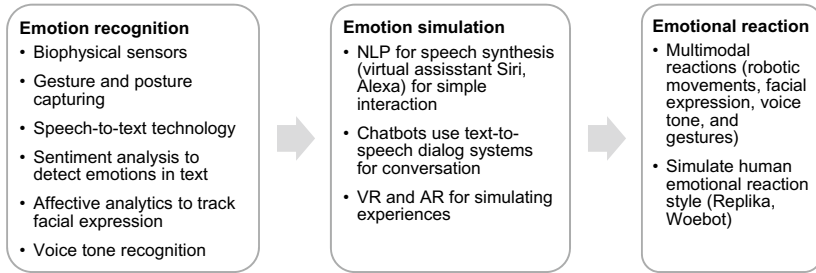 Emotion recognition
• Biophysical sensors
• Gesture and posture
capturing
• Speech-to-text technology
• Sentiment analysis to
detect emotions in text
• Affective analytics to track
facial expression
• Voice tone recognition
Emotion simulation
• NLP for speech synthesis
(virtual assisstant Siri,
Alexa) for simple
interaction
• Chatbots use text-to-
speech dialog systems
for conversation
• VR and AR for simulating
experiences
Emotional reaction
• Multimodal
reactions (robotic
movements, facial
expression, voice
tone, and
gestures)
• Simulate human
emotional reaction
style (Replika,
Woebot)